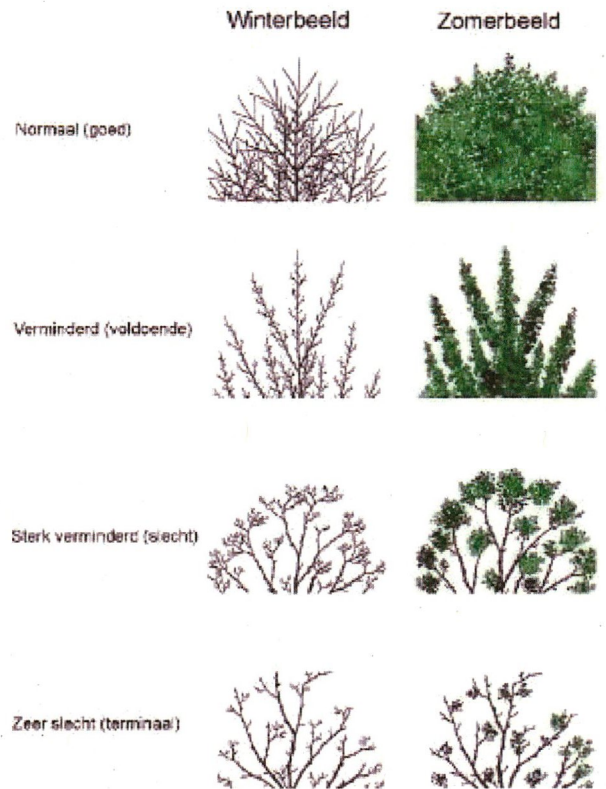 Winterbeeld Zomerbeeld
Normaal (goed)
Verminderd (voldoende)
Sterk verminderd (slecht)
Zeer slecht (terminaal)